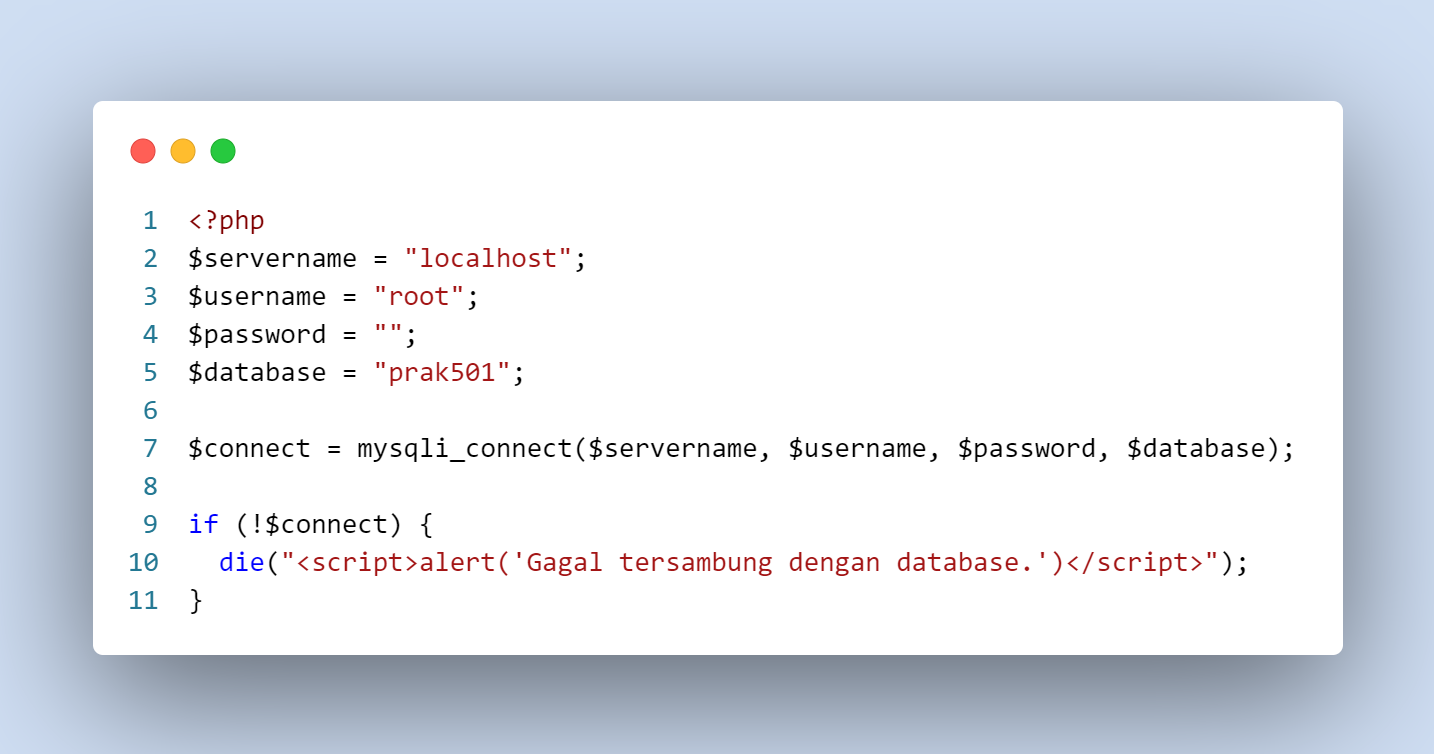 1 <?php
2 $servername = "localhost";
3 $username = "root";
4 $password = "";
5 $database = "prak501";
6
7 $connect = mysqli_connect($servername, $username, $password, $database);
8
9 if (!$connect) {
10 die("<script>alert('Gagal tersambung dengan database.')</script>");
11 }